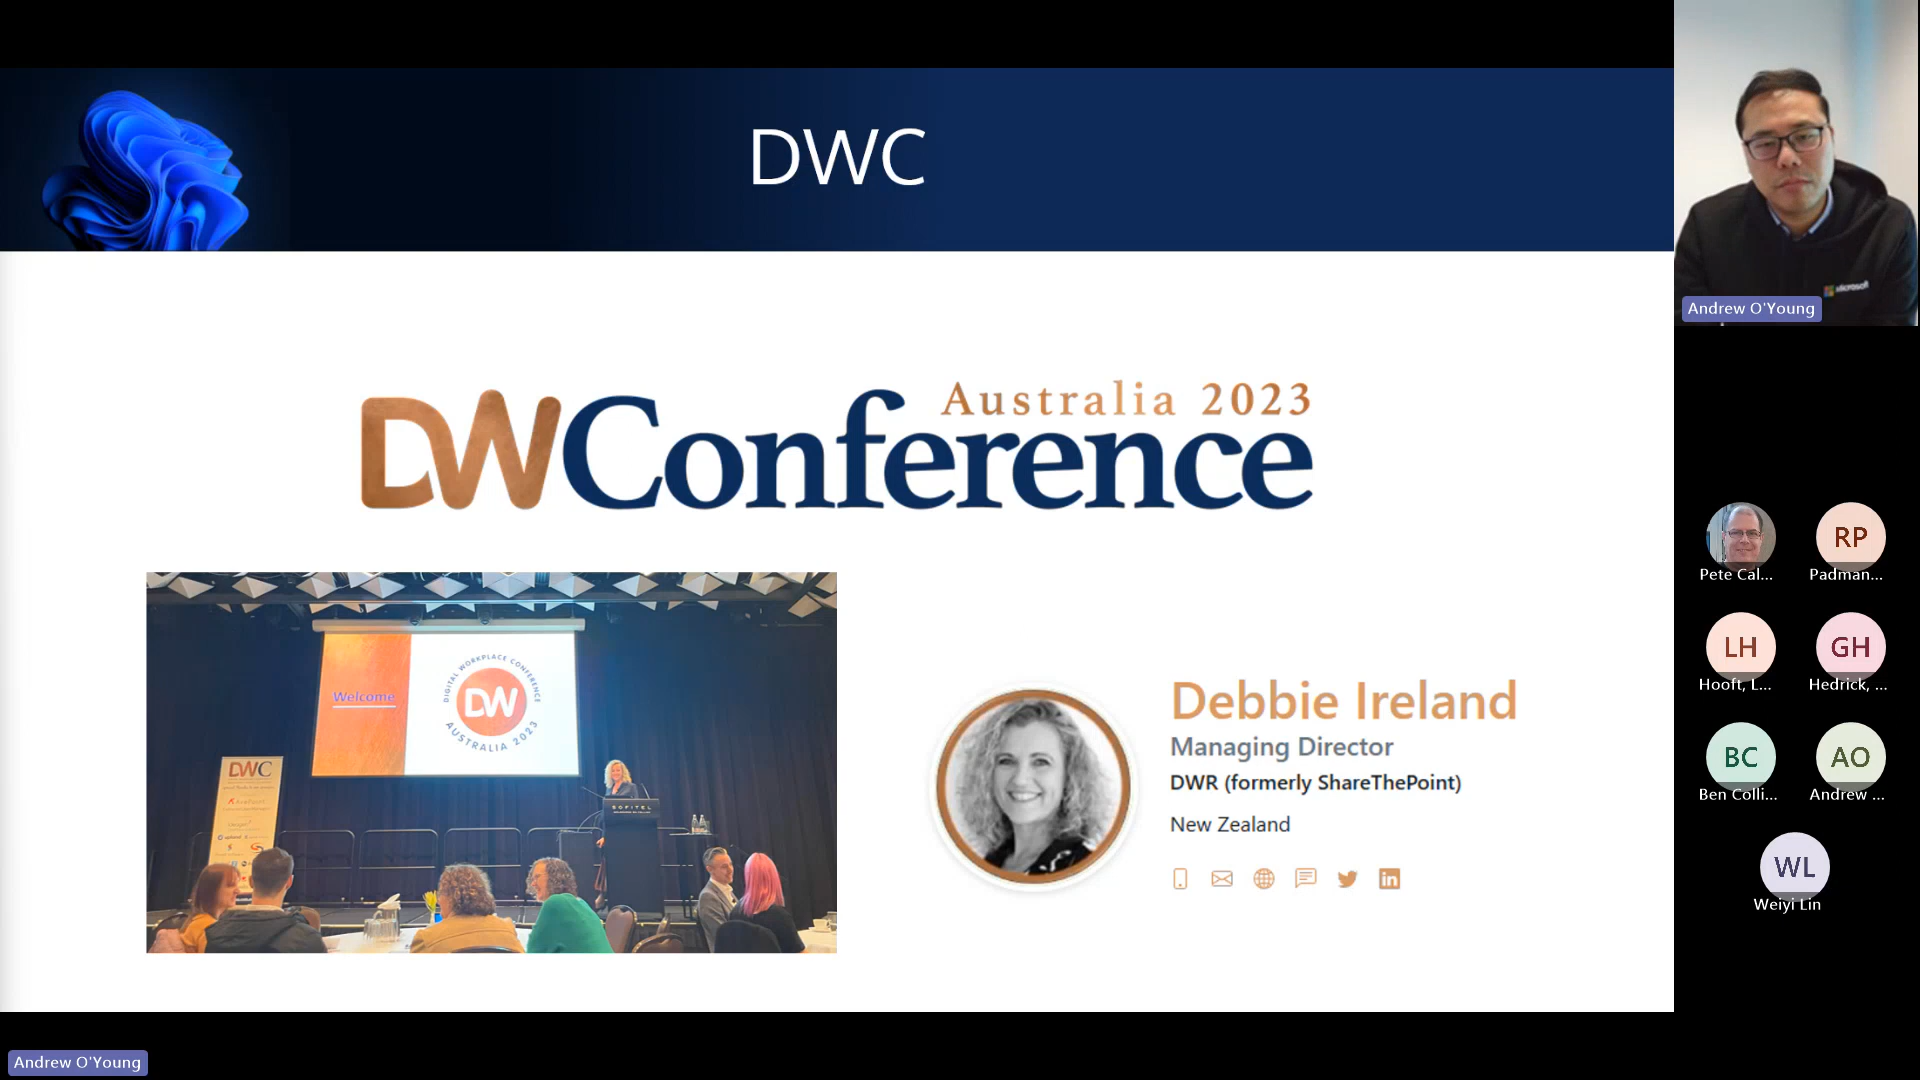 DWC
Australia 2023
DWConference
Welcome
DIGITAL WORKPLACE CONFERENCE
DW
AUSTRALIA 2023
DWC
SOFITEL
Debbie Ireland
Managing Director
DWR (formerly ShareThePoint)
New Zealand
Microsoft
Andrew O'Young
RP
Pete Cal...
Padman...
LH
GH
Hooft, L...
Hedrick, ...
BC
AO
Ben Colli...
Andrew ...
WL
Weiyi Lin
Andrew O'Young